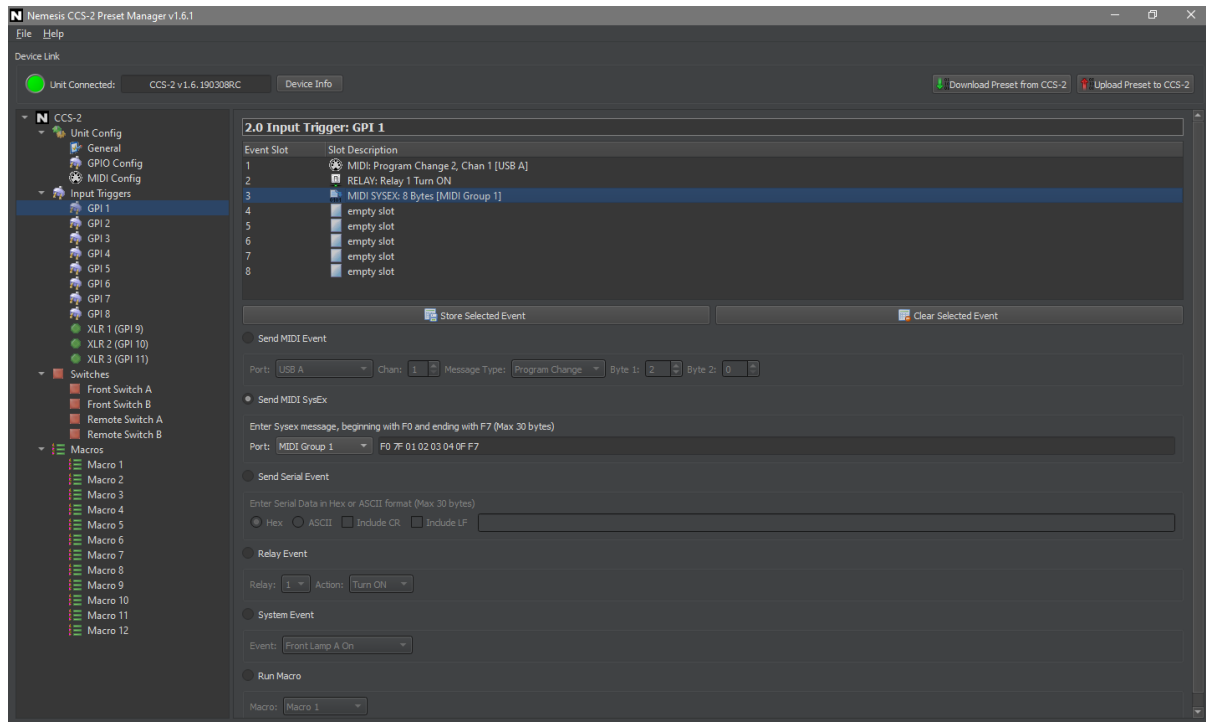 N Nemesis CCS-2 Preset Manager v1.6.1
File Help
Device Link
Unit Connected: CCS-2 v1.6.190308RC Device Info Download Preset from CCS-2 Upload Preset to CCS-2
N CCS-2
Unit Config
General
GPIO Config
MIDI Config
Input Triggers
GPI 1
GPI 2
GPI 3
GPI 4
GPI 5
GPI 6
GPI 7
GPI 8
XLR 1 (GPI 9)
XLR 2 (GPI 10)
XLR 3 (GPI 11)
Switches
Front Switch A
Front Switch B
Remote Switch A
Remote Switch B
Macros
Macro 1
Macro 2
Macro 3
Macro 4
Macro 5
Macro 6
Macro 7
Macro 8
Macro 9
Macro 10
Macro 11
Macro 12
2.0 Input Trigger: GPI 1
Event Slot Slot Description
1 MIDI: Program Change 2, Chan 1 [USB A]
2 RELAY: Relay 1 Turn ON
3 MIDI SYSEX: 8 Bytes [MIDI Group 1]
4 empty slot
5 empty slot
6 empty slot
7 empty slot
8 empty slot
Store Selected Event Clear Selected Event
Send MIDI Event
Port: USB A Chan: 1 Message Type: Program Change Byte 1: 2 Byte 2: 0
Send MIDI SysEx
Enter Sysex message, beginning with F0 and ending with F7 (Max 30 bytes)
Port: MIDI Group 1 F0 7F 01 02 03 04 0F F7
Send Serial Event
Enter Serial Data in Hex or ASCII format (Max 30 bytes)
Hex ASCII Include CR Include LF
Relay Event
Relay: 1 Action: Turn ON
System Event
Event: Front Lamp A On
Run Macro
Macro: Macro 1